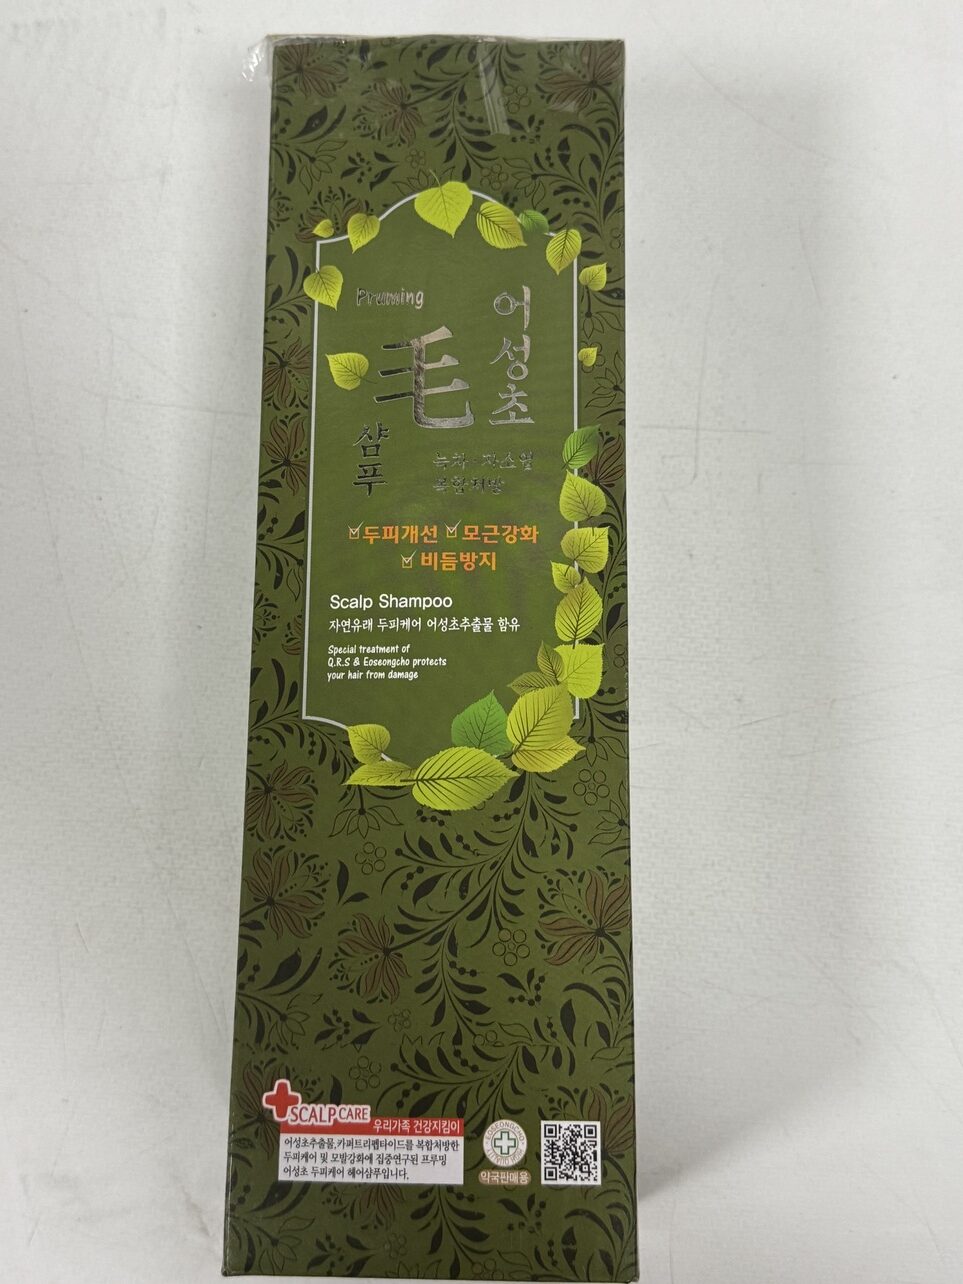 Pruming
어성초
毛
샴푸
녹차·자소엽
복합처방
두피개선 모근강화
비듬방지
Scalp Shampoo
자연유래 두피케어 어성초추출물 함유
Special treatment of
Q.R.S & Eoseongcho protects
your hair from damage
SCALPCARE
우리가족 건강지킴이
어성초추출물,카퍼트리펩타이드를 복합처방한
두피케어 및 모발강화에 집중연구된 프루밍
어성초 두피케어 헤어샴푸입니다.
EOSEONGCHO
약국판매용